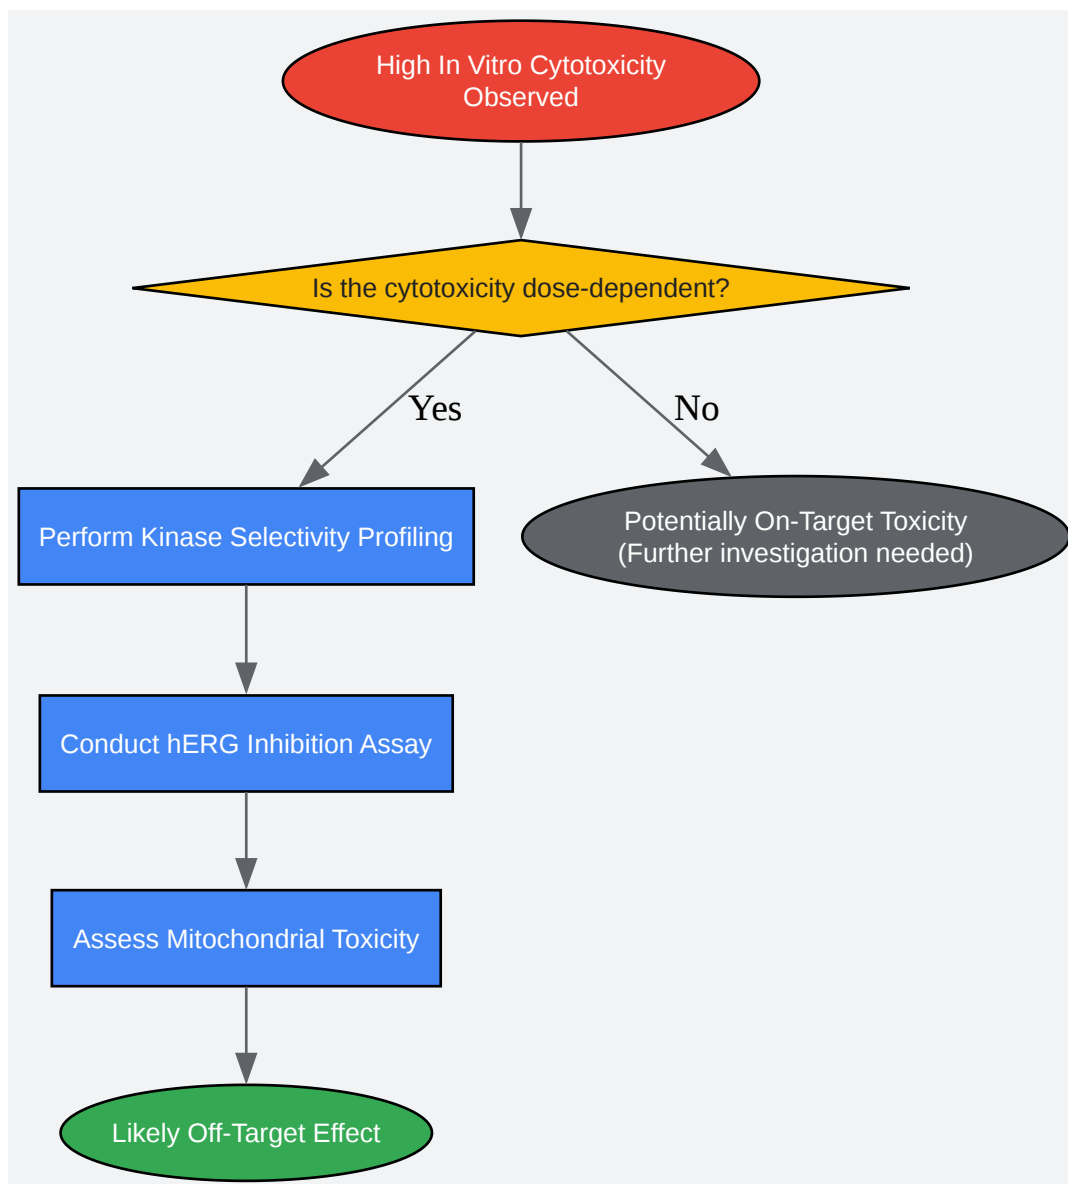 High In Vitro Cytotoxicity
Observed
Is the cytotoxicity dose-dependent?
Yes
No
Perform Kinase Selectivity Profiling
Potentially On-Target Toxicity
(Further investigation needed)
Conduct hERG Inhibition Assay
Assess Mitochondrial Toxicity
Likely Off-Target Effect